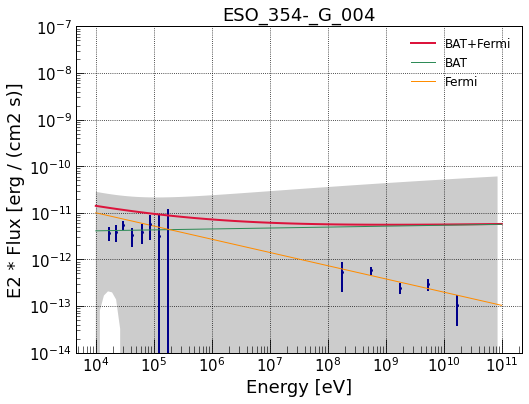 ESO_354-_G_004
E2 * Flux [erg / (cm2 s)]
10⁻⁷
10⁻⁸
10⁻⁹
10⁻¹⁰
10⁻¹¹
10⁻¹²
10⁻¹³
10⁻¹⁴
BAT+Fermi
BAT
Fermi
10⁴ 10⁵ 10⁶ 10⁷ 10⁸ 10⁹ 10¹⁰ 10¹¹
Energy [eV]